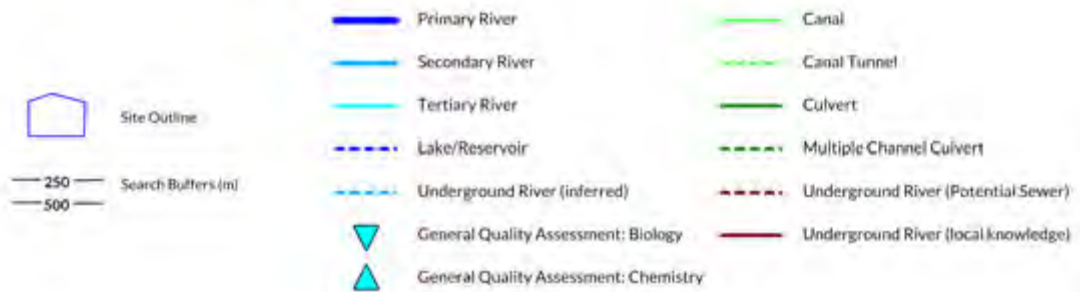 Site Outline
250
500
Search Buffers (m)
Primary River
Secondary River
Tertiary River
Lake/Reservoir
Underground River (inferred)
General Quality Assessment: Biology
General Quality Assessment: Chemistry
Canal
Canal Tunnel
Culvert
Multiple Channel Culvert
Underground River (Potential Sewer)
Underground River (local knowledge)